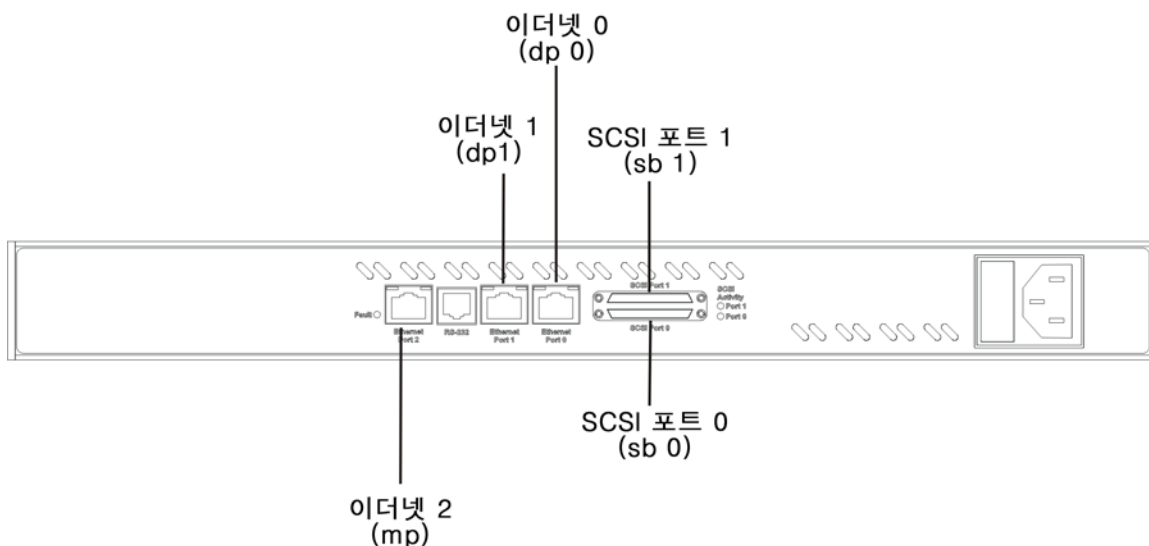 이더넷 0
(dp 0)
이더넷 1
(dp1)
SCSI 포트 1
(sb 1)
SCSI Port 1
SCSI
Activity
Port 1
Port 0
Fault
Ethernet
Port 2
RS-232
Ethernet
Port 1
Ethernet
Port 0
SCSI Port 0
SCSI 포트 0
(sb 0)
이더넷 2
(mp)